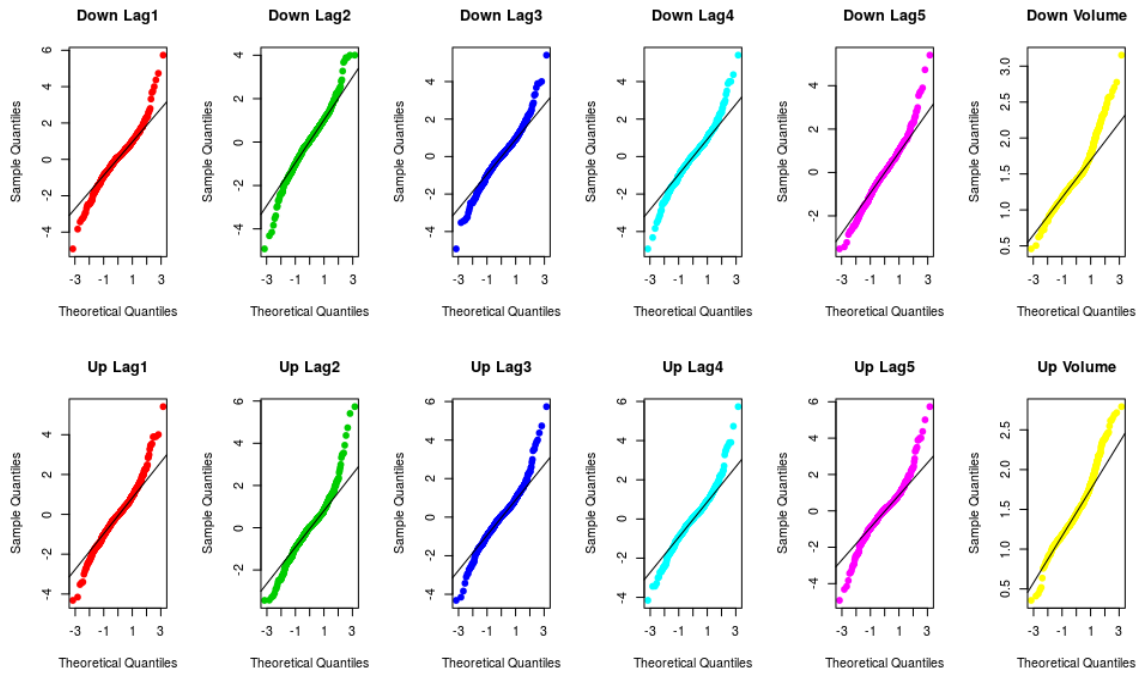 Down Lag1 Down Lag2 Down Lag3 Down Lag4 Down Lag5 Down Volume
Sample Quantiles Sample Quantiles Sample Quantiles Sample Quantiles Sample Quantiles Sample Quantiles
6 4 2 0 -2 -4
4 2 0 -2 -4
4 2 0 -2 -4
4 2 0 -2 -4
4 2 0 -2
3.0 2.5 2.0 1.5 1.0 0.5
-3 -1 1 3 -3 -1 1 3 -3 -1 1 3 -3 -1 1 3 -3 -1 1 3 -3 -1 1 3
Theoretical Quantiles Theoretical Quantiles Theoretical Quantiles Theoretical Quantiles Theoretical Quantiles Theoretical Quantiles
Up Lag1 Up Lag2 Up Lag3 Up Lag4 Up Lag5 Up Volume
Sample Quantiles Sample Quantiles Sample Quantiles Sample Quantiles Sample Quantiles Sample Quantiles
4 2 0 -2 -4
6 4 2 0 -2
6 4 2 0 -2 -4
6 4 2 0 -2 -4
6 4 2 0 -2 -4
2.5 2.0 1.5 1.0 0.5
-3 -1 1 3 -3 -1 1 3 -3 -1 1 3 -3 -1 1 3 -3 -1 1 3 -3 -1 1 3
Theoretical Quantiles Theoretical Quantiles Theoretical Quantiles Theoretical Quantiles Theoretical Quantiles Theoretical Quantiles